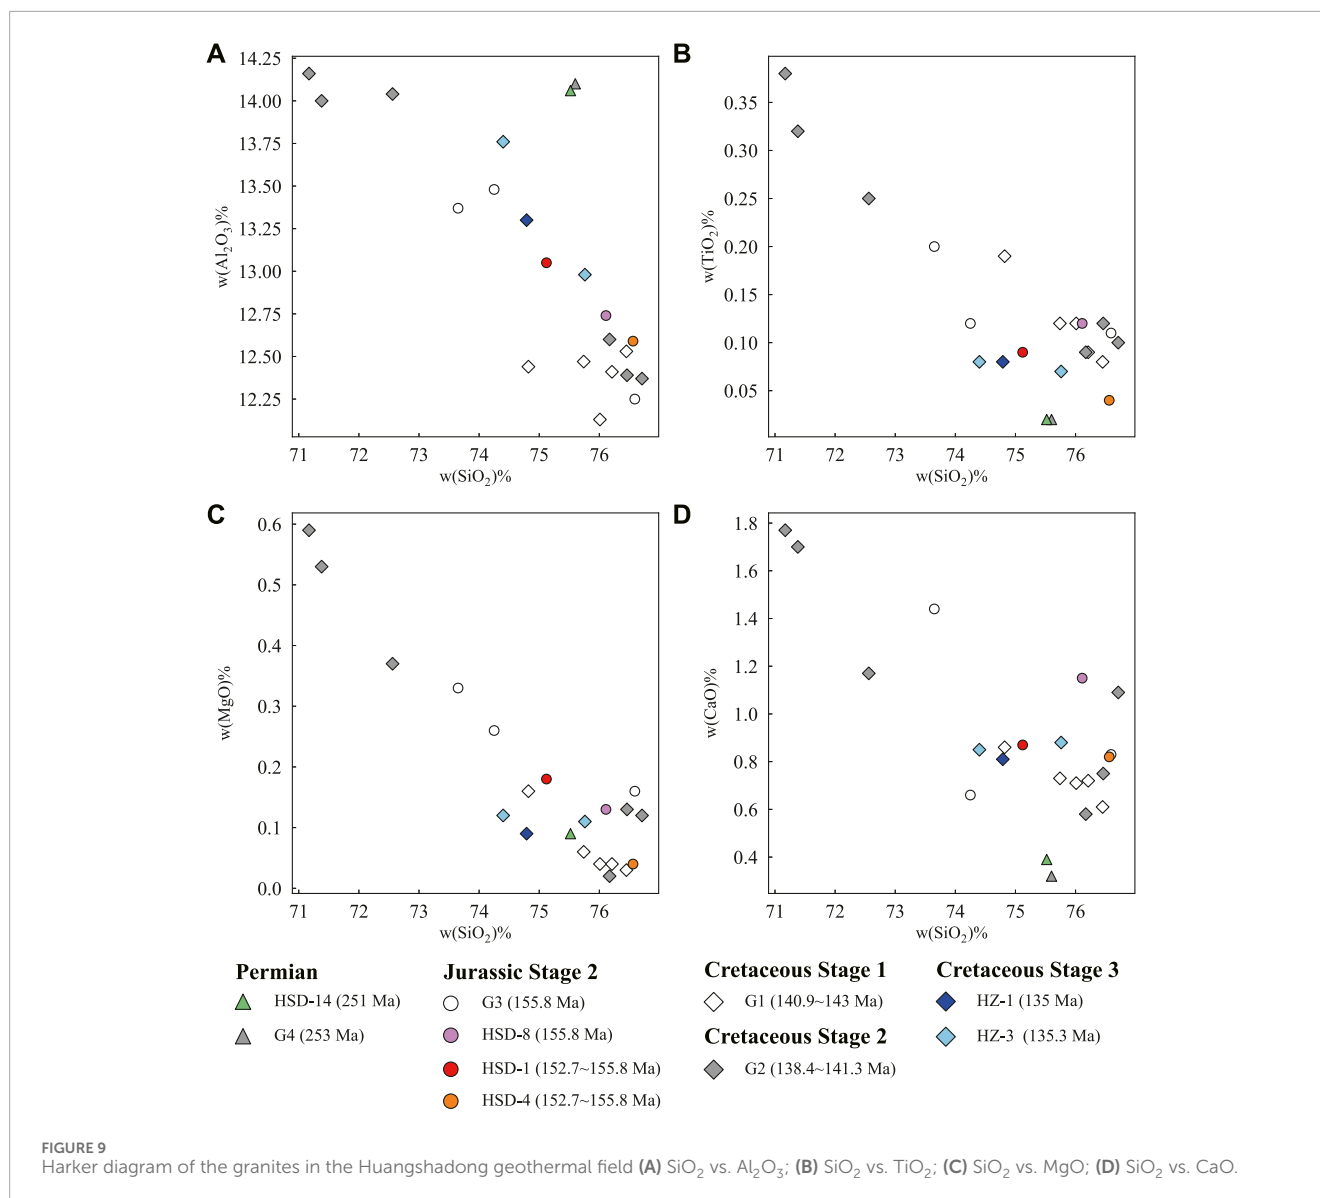 A
14.25
14.00
13.75
13.50
13.25
13.00
12.75
12.50
12.25
w(Al₂O₃)%
71 72 73 74 75 76
w(SiO₂)%
B
0.35
0.30
0.25
0.20
0.15
0.10
0.05
w(TiO₂)%
71 72 73 74 75 76
w(SiO₂)%
C
0.6
0.5
0.4
0.3
0.2
0.1
0.0
w(MgO)%
71 72 73 74 75 76
w(SiO₂)%
D
1.8
1.6
1.4
1.2
1.0
0.8
0.6
0.4
w(CaO)%
71 72 73 74 75 76
w(SiO₂)%
Permian
HSD-14 (251 Ma)
G4 (253 Ma)
Jurassic Stage 2
G3 (155.8 Ma)
HSD-8 (155.8 Ma)
HSD-1 (152.7~155.8 Ma)
HSD-4 (152.7~155.8 Ma)
Cretaceous Stage 1
G1 (140.9~143 Ma)
Cretaceous Stage 2
G2 (138.4~141.3 Ma)
Cretaceous Stage 3
HZ-1 (135 Ma)
HZ-3 (135.3 Ma)
FIGURE 9
Harker diagram of the granites in the Huangshadong geothermal field (A) SiO₂ vs. Al₂O₃; (B) SiO₂ vs. TiO₂; (C) SiO₂ vs. MgO; (D) SiO₂ vs. CaO.